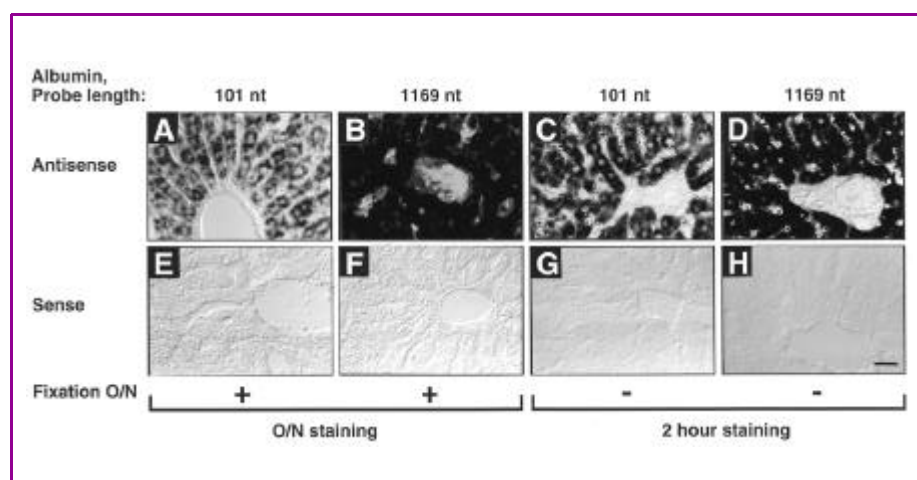 Albumin,
Probe length: 101 nt 1169 nt 101 nt 1169 nt
A B C D
Antisense
E F G H
Sense
Fixation O/N + + - -
O/N staining 2 hour staining